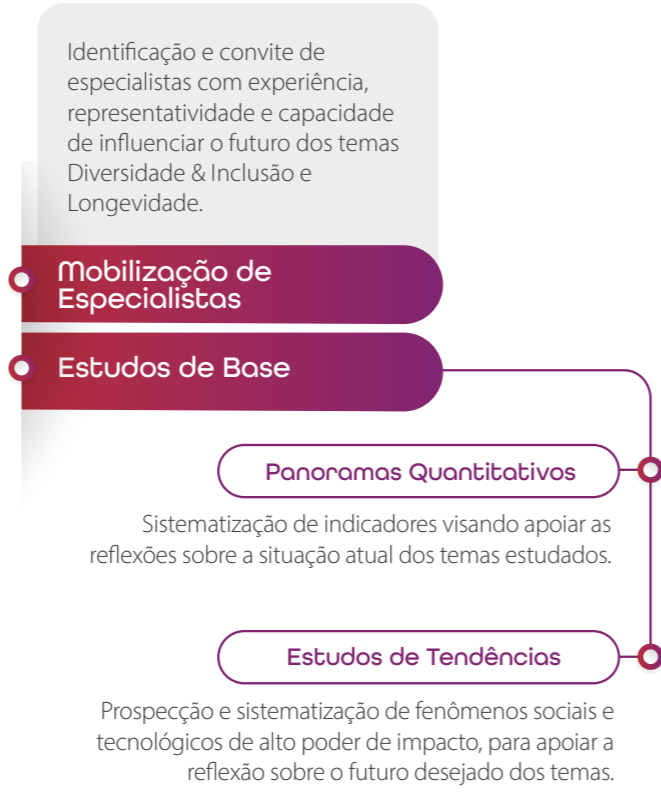 Identificação e convite de
especialistas com experiência,
representatividade e capacidade
de influenciar o futuro dos temas
Diversidade & Inclusão e
Longevidade.
Mobilização de
Especialistas
Estudos de Base
Panoramas Quantitativos
Sistematização de indicadores visando apoiar as
reflexões sobre a situação atual dos temas estudados.
Estudos de Tendências
Prospecção e sistematização de fenômenos sociais e
tecnológicos de alto poder de impacto, para apoiar a
reflexão sobre o futuro desejado dos temas.